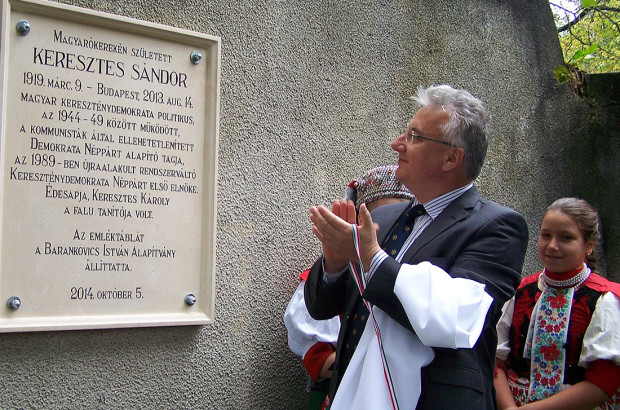 Magyarókerekén született
Keresztes Sándor
1919. márc. 9. – Budapest, 2013. aug. 14.
magyar kereszténydemokrata politikus,
az 1944-49 között működött,
a kommunisták által ellehetetlenített
Demokrata Néppárt alapító tagja,
az 1989-ben újraalakult rendszerváltó
Kereszténydemokrata Néppárt első elnöke.
Édesapja, Keresztes Károly
a falu tanítója volt.
Az emléktáblát
a Barankovics István Alapítvány
állíttatta.
2014. október 5.